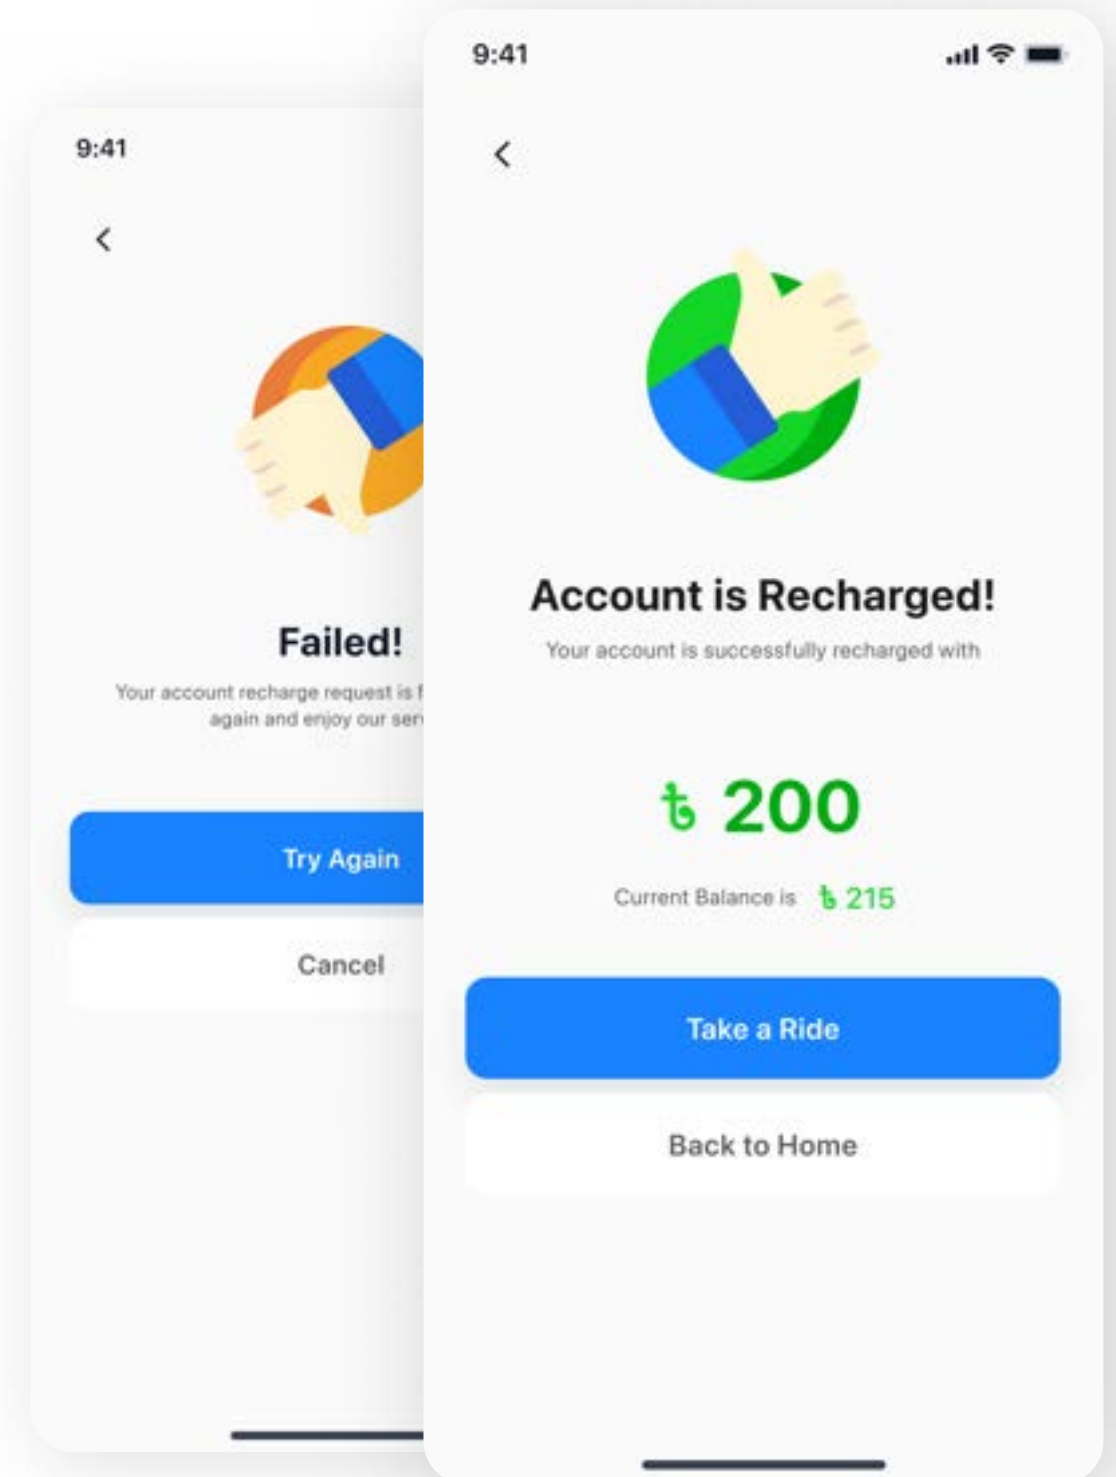 9:41
Failed!
Your account recharge request is
again and enjoy our
Try Again
Cancel
9:41
Account is Recharged!
Your account is successfully recharged with
৳ 200
Current Balance is ৳ 215
Take a Ride
Back to Home